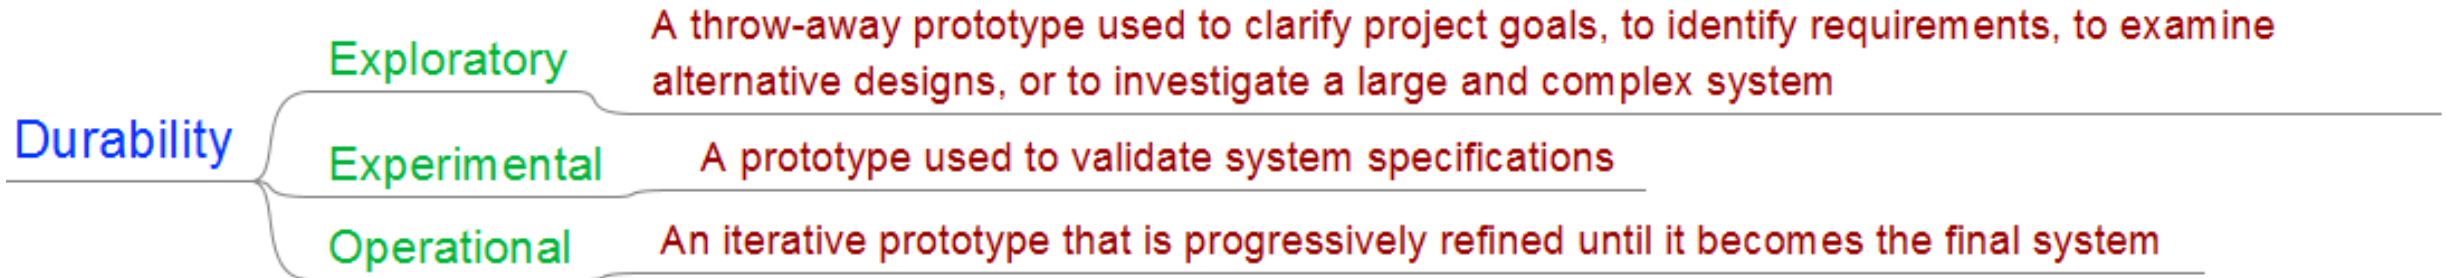 Durability
Exploratory
A throw-away prototype used to clarify project goals, to identify requirements, to examine
alternative designs, or to investigate a large and complex system
Experimental
A prototype used to validate system specifications
Operational
An iterative prototype that is progressively refined until it becomes the final system